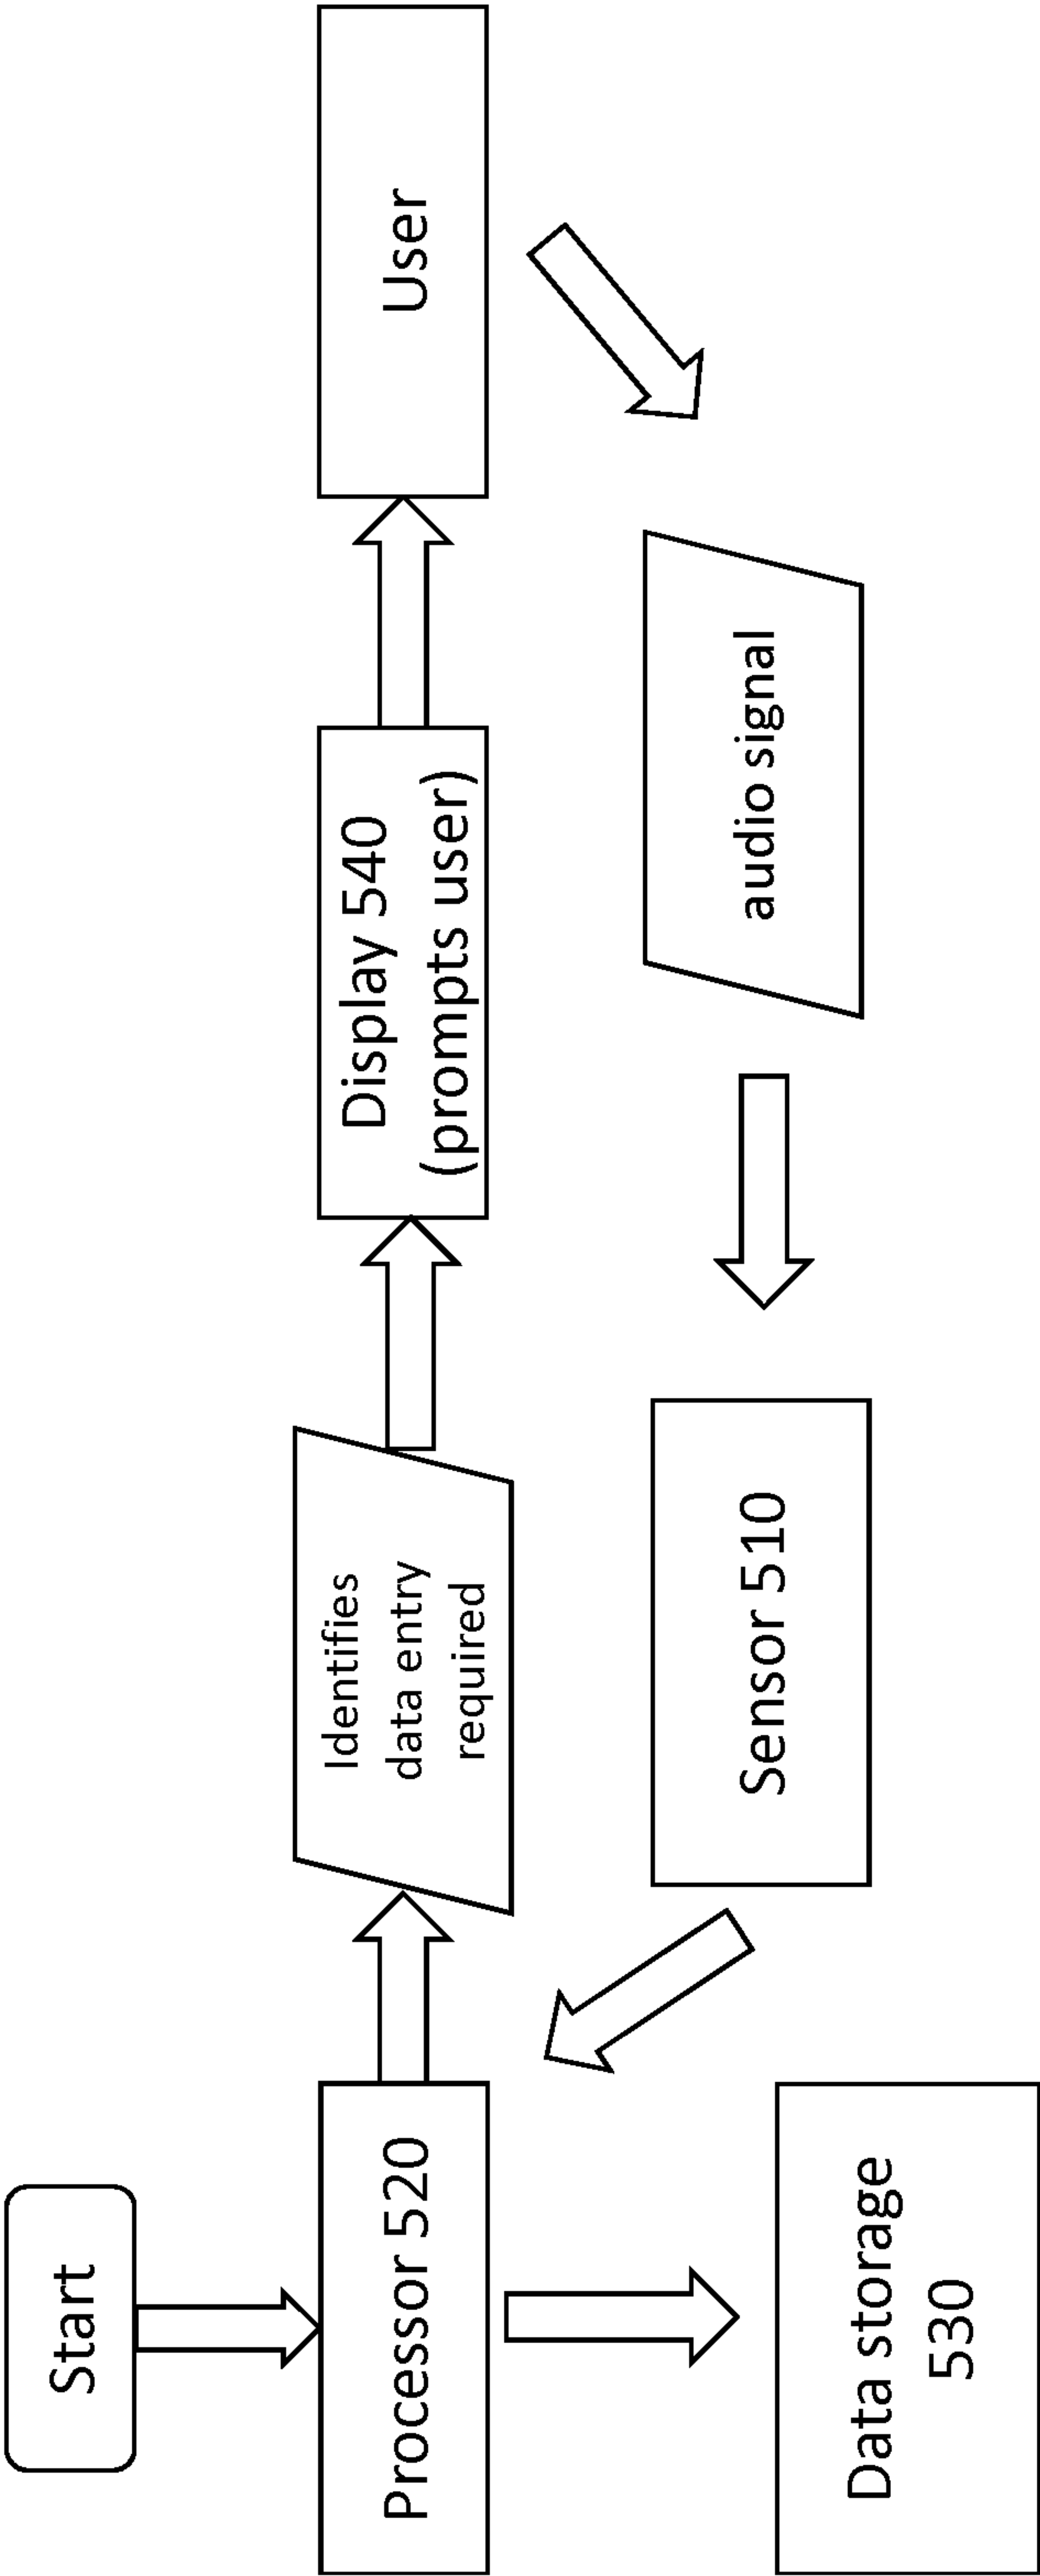 Start
Processor 520
Identifies
data entry
required
Display 540
(prompts user)
User
audio signal
Sensor 510
Data storage
530